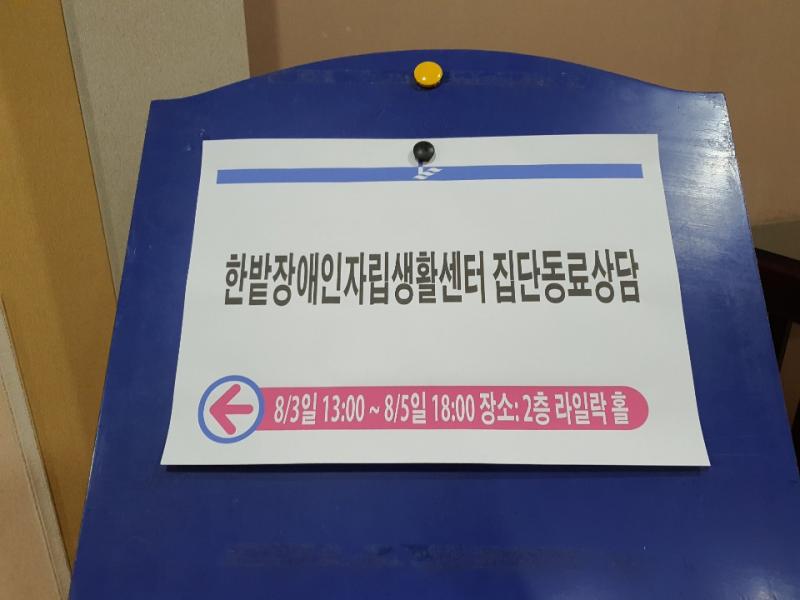 한밭장애인자립생활센터 집단동료상담
8/3일 13:00 ~ 8/5일 18:00 장소: 2층 라일락 홀